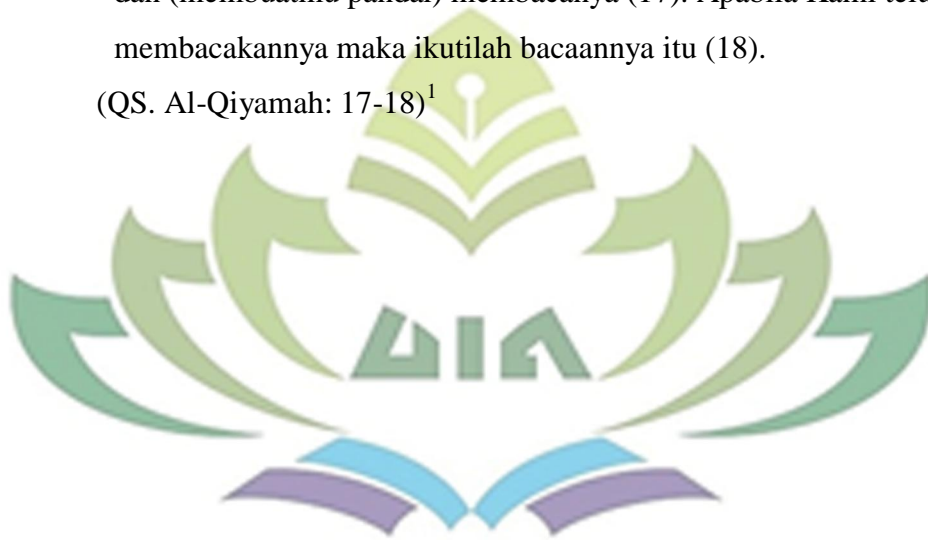 dan (membuatmu pandai) membacanya (17). Apabila Kami
membacakannya maka ikutilah bacaannya itu (18).
(QS. Al-Qiyamah: 17-18)¹
UIN